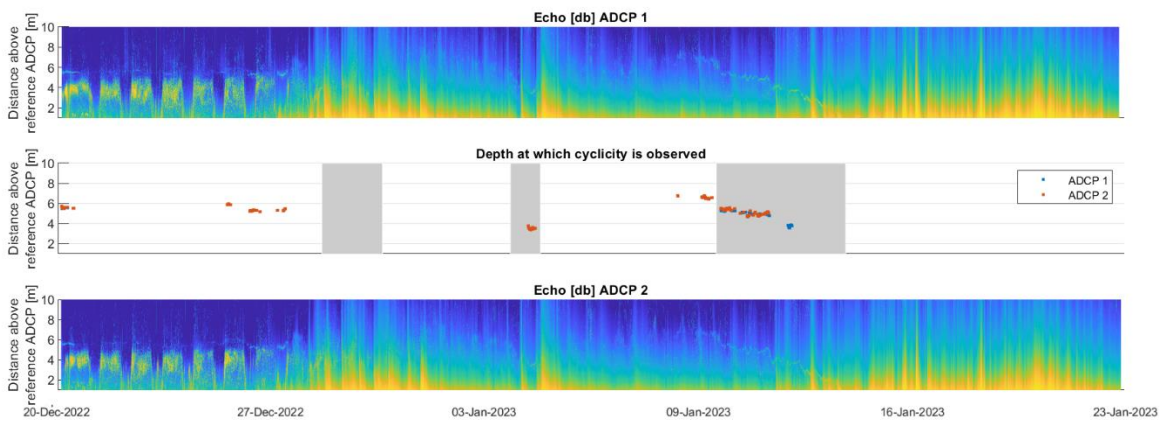 Echo [db] ADCP 1
Distance above
reference ADCP [m]
10
8
6
4
2
Depth at which cyclicity is observed
Distance above
reference ADCP [m]
10
8
6
4
2
ADCP 1
ADCP 2
Echo [db] ADCP 2
Distance above
reference ADCP [m]
10
8
6
4
2
20-Dec-2022 27-Dec-2022 03-Jan-2023 09-Jan-2023 16-Jan-2023 23-Jan-2023